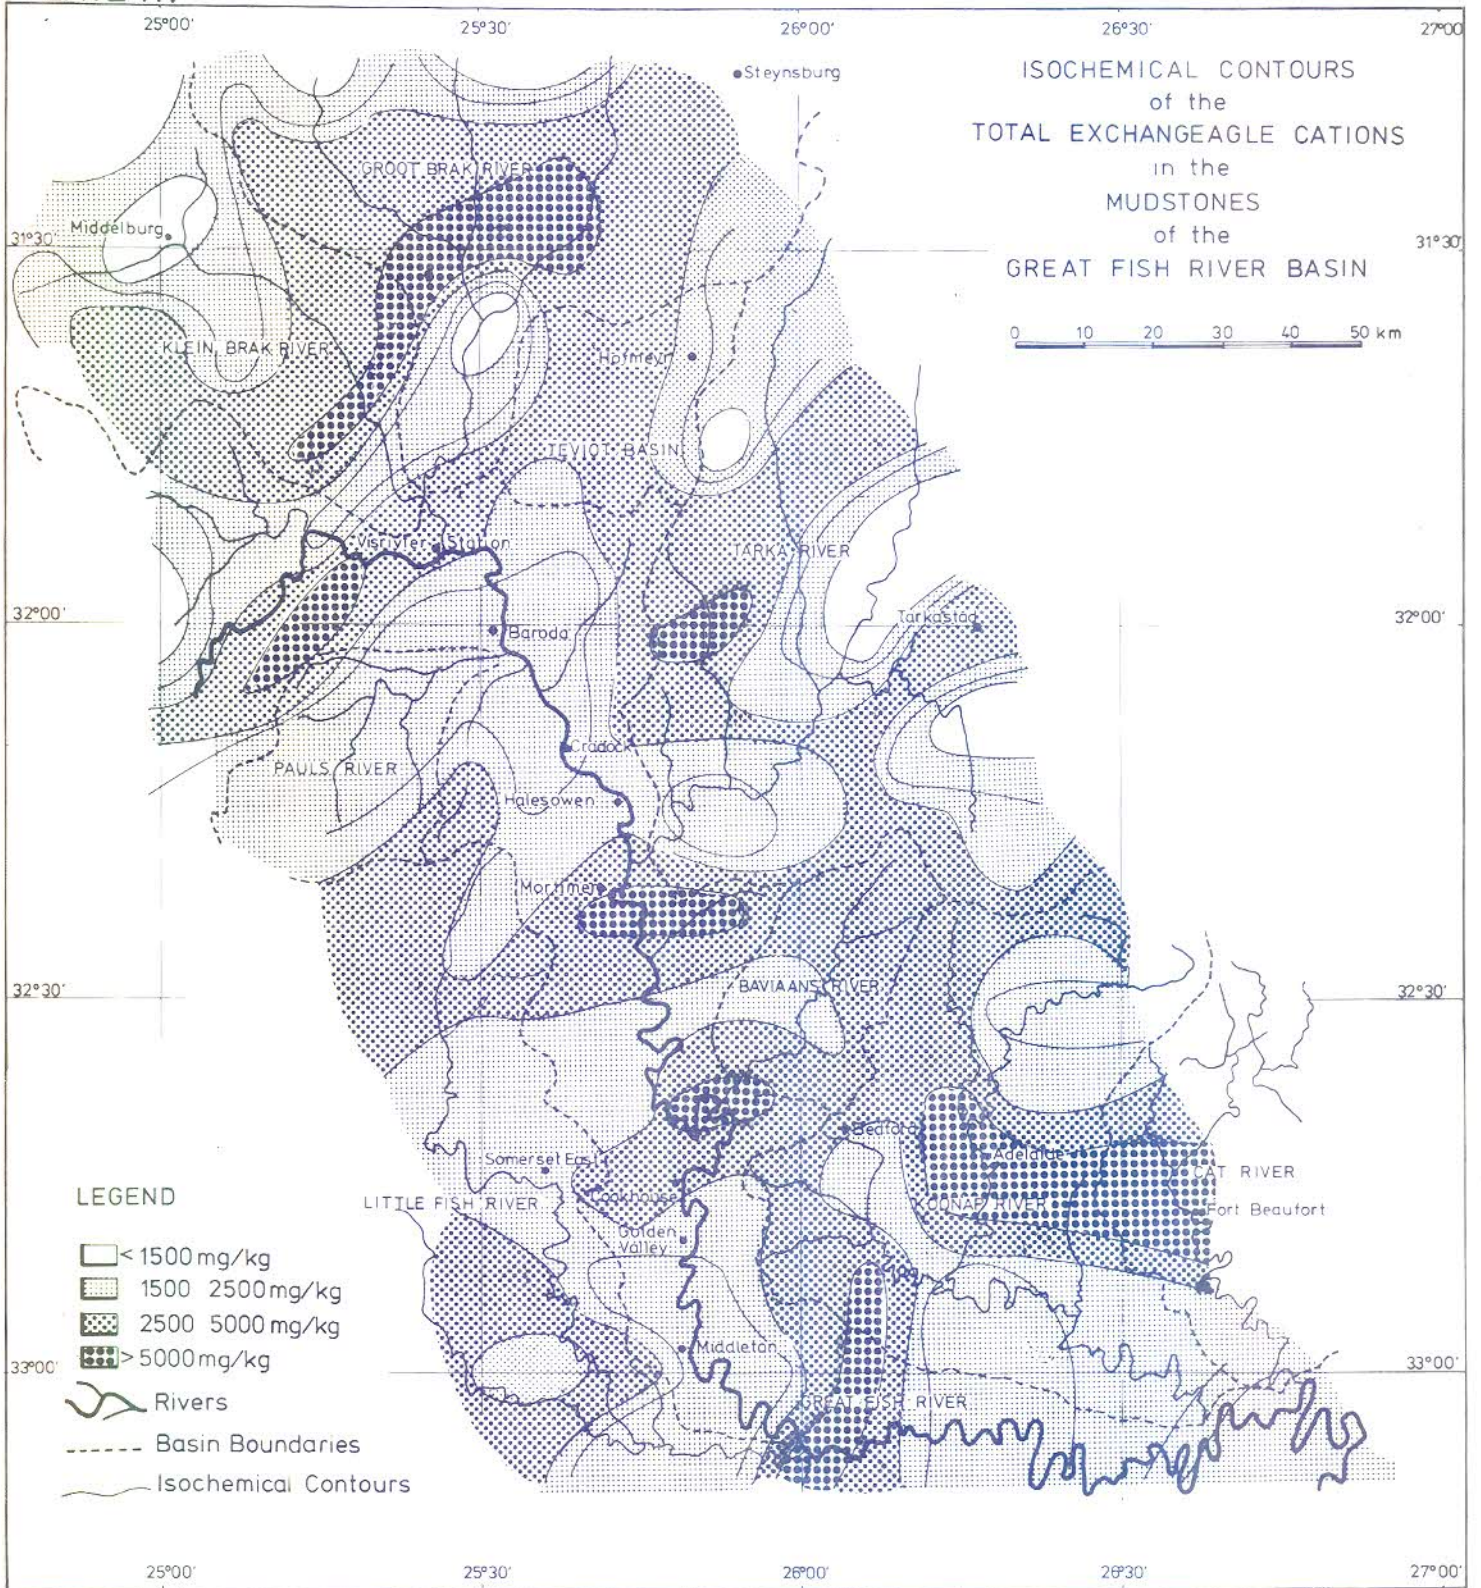 25°00'
25°30'
26°00'
26°30'
27°00
ISOCHEMICAL CONTOURS
of the
TOTAL EXCHANGEAGLE CATIONS
in the
MUDSTONES
of the
GREAT FISH RIVER BASIN
0 10 20 30 40 50 km
Steynsburg
GROOT BRAK RIVER
Middelburg
31°30'
31°30'
KLEIN BRAK RIVER
Hofmeyr
TEVIOT BASIN
Visrivier Station
TARKA RIVER
32°00'
32°00'
Tarkastad
Baroda
Cradock
PAULS RIVER
Halesowen
Mortimer
32°30'
32°30'
BAVIAANS RIVER
Bedford
Adelaide
Somerset East
CAT RIVER
LITTLE FISH RIVER
Cookhouse
KOONAP RIVER
Fort Beaufort
Golden
Valley
Middleton
33°00'
33°00'
GREAT FISH RIVER
LEGEND
< 1500 mg/kg
1500 2500 mg/kg
2500 5000 mg/kg
> 5000 mg/kg
Rivers
Basin Boundaries
Isochemical Contours
25°00'
25°30'
26°00'
26°30'
27°00'